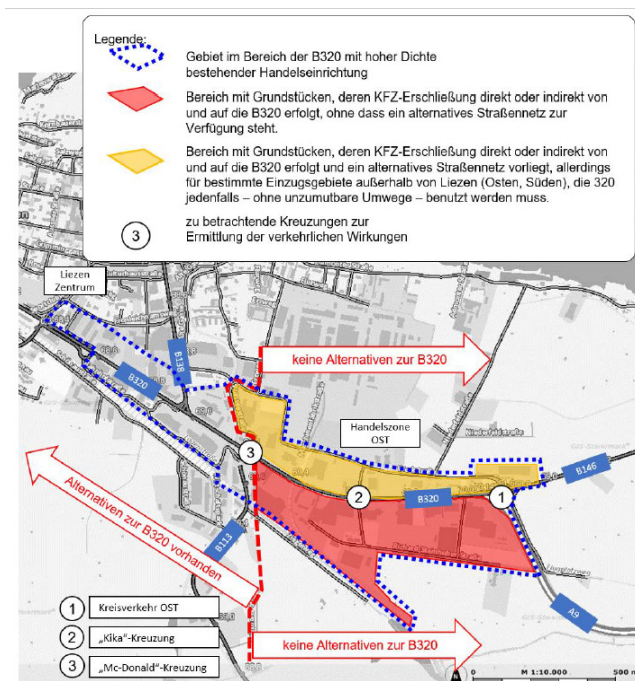 Legende:
Gebiet im Bereich der B320 mit hoher Dichte
bestehender Handelseinrichtung
Bereich mit Grundstücken, deren KFZ-Erschließung direkt oder indirekt von
und auf die B320 erfolgt, ohne dass ein alternatives Straßennetz zur
Verfügung steht.
Bereich mit Grundstücken, deren KFZ-Erschließung direkt oder indirekt von
und auf die B320 erfolgt und ein alternatives Straßennetz vorliegt, allerdings
für bestimmte Einzugsgebiete außerhalb von Liezen (Osten, Süden), die 320
jedenfalls – ohne unzumutbare Umwege – benutzt werden muss.
3
zu betrachtende Kreuzungen zur
Ermittlung der verkehrlichen Wirkungen
Liezen
Zentrum
B138
keine Alternativen zur B320
B320
Handelszone
OST
3
B146
2
B320
1
Alternativen zur B320 vorhanden
B113
A9
1 Kreisverkehr OST
2 „Kika“-Kreuzung
3 „Mc-Donald“-Kreuzung
keine Alternativen zur B320
N
0 M 1:10.000 500 m